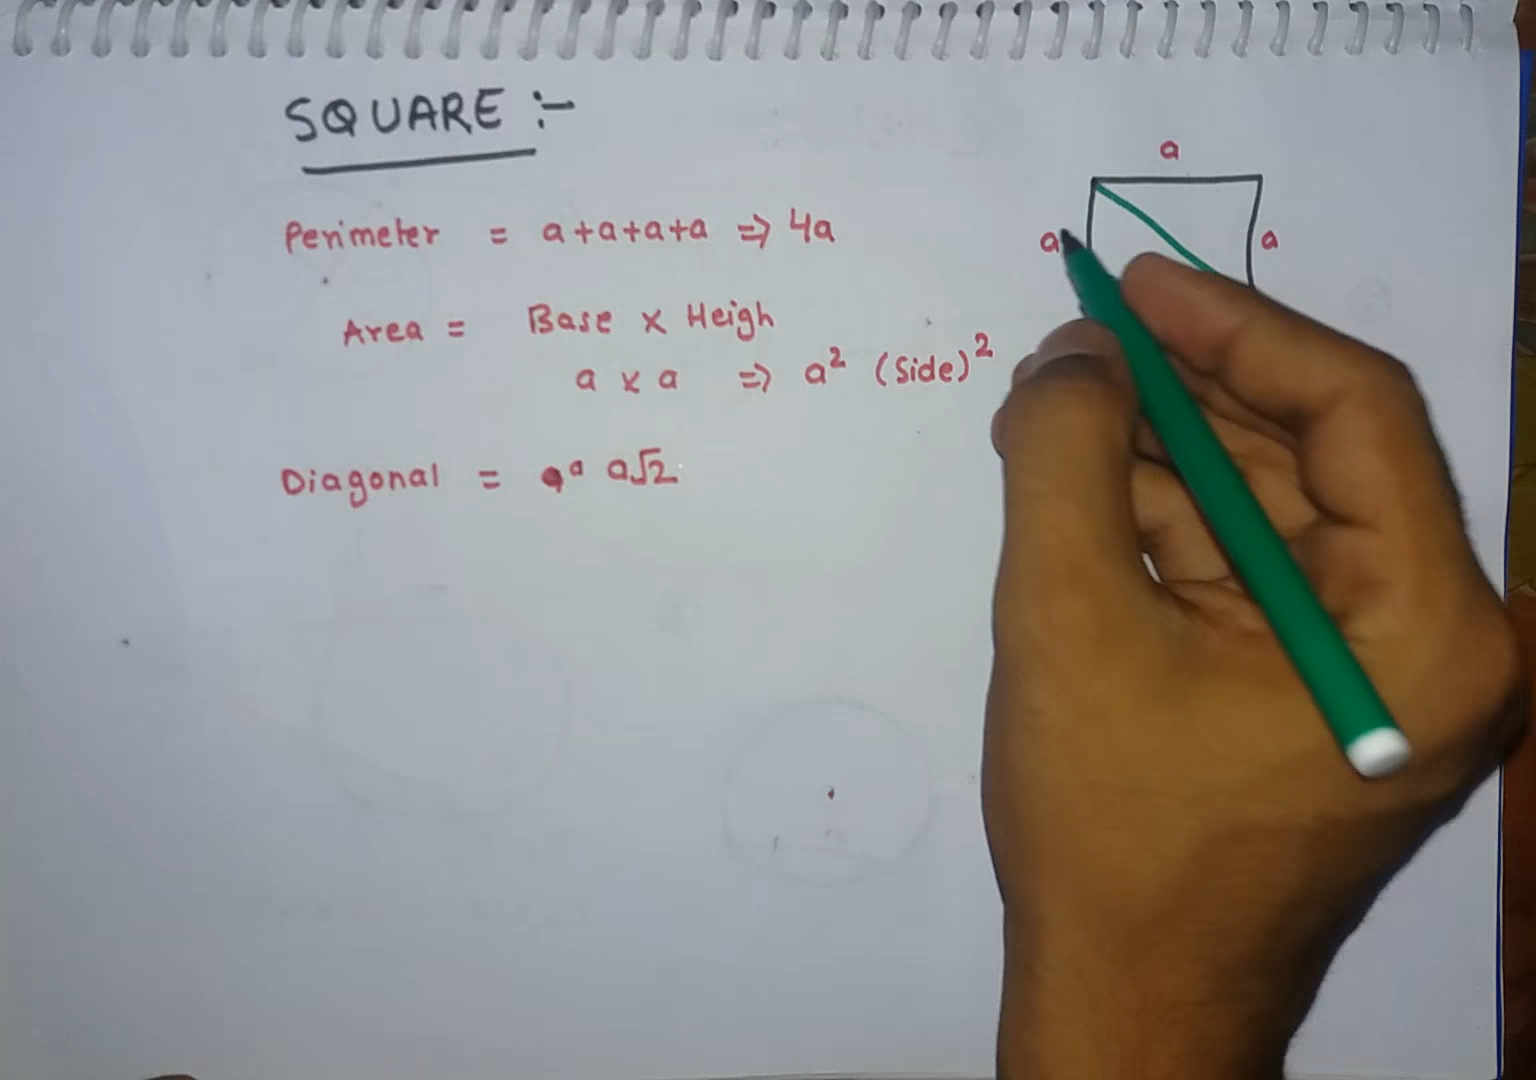 SQUARE :-
a
Perimeter = a+a+a+a => 4a
a a
Area = Base x Heigh
a x a => a² (Side)²
Diagonal = a a√2